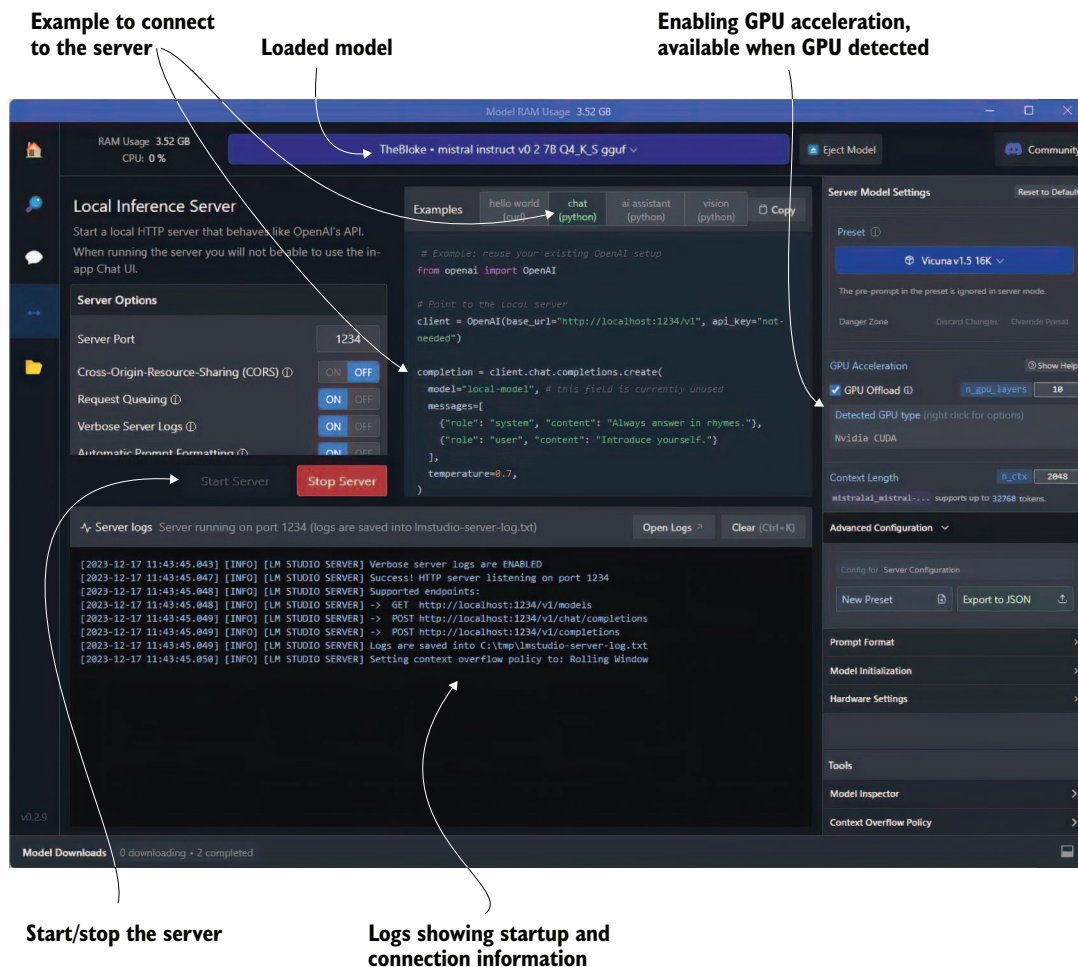 Example to connect
to the server
Loaded model
Enabling GPU acceleration,
available when GPU detected
Model RAM Usage 3.52 GB
RAM Usage 3.52 GB
CPU: 0 %
TheBloke • mistral instruct v0 2 7B Q4_K_S gguf
Eject Model
Community
Local Inference Server
Start a local HTTP server that behaves like OpenAI's API.
When running the server you will not be able to use the in-
app Chat UI.
Server Options
Server Port 1234
Cross-Origin-Resource-Sharing (CORS) ON OFF
Request Queuing ON OFF
Verbose Server Logs ON OFF
Automatic Prompt Formatting ON OFF
Start Server
Stop Server
Examples
hello world
(curl)
chat
(python)
ai assistant
(python)
vision
(python)
Copy
# Example: reuse your existing OpenAI setup
from openai import OpenAI
# Point to the local server
client = OpenAI(base_url="http://localhost:1234/v1", api_key="not-
needed")
completion = client.chat.completions.create(
model="local-model", # this field is currently unused
messages=[
{"role": "system", "content": "Always answer in rhymes."},
{"role": "user", "content": "Introduce yourself."}
],
temperature=0.7,
)
Server logs Server running on port 1234 (logs are saved into lmstudio-server-log.txt)
Open Logs
Clear (Ctrl+K)
[2023-12-17 11:43:45.043] [INFO] [LM STUDIO SERVER] Verbose server logs are ENABLED
[2023-12-17 11:43:45.047] [INFO] [LM STUDIO SERVER] Success! HTTP server listening on port 1234
[2023-12-17 11:43:45.048] [INFO] [LM STUDIO SERVER] Supported endpoints:
[2023-12-17 11:43:45.048] [INFO] [LM STUDIO SERVER] -> GET http://localhost:1234/v1/models
[2023-12-17 11:43:45.049] [INFO] [LM STUDIO SERVER] -> POST http://localhost:1234/v1/chat/completions
[2023-12-17 11:43:45.049] [INFO] [LM STUDIO SERVER] -> POST http://localhost:1234/v1/completions
[2023-12-17 11:43:45.049] [INFO] [LM STUDIO SERVER] Logs are saved into C:\tmp\lmstudio-server-log.txt
[2023-12-17 11:43:45.050] [INFO] [LM STUDIO SERVER] Setting context overflow policy to: Rolling Window
Server Model Settings
Reset to Default
Preset
Vicuna v1.5 16K
The pre-prompt in the preset is ignored in server mode.
Danger Zone Discard Changes Override Preset
GPU Acceleration Show Help
GPU Offload n_gpu_layers 10
Detected GPU type (right click for options)
Nvidia CUDA
Context Length n_ctx 2048
mistralai_mistral-... supports up to 32768 tokens.
Advanced Configuration
Config for Server Configuration
New Preset
Export to JSON
Prompt Format
Model Initialization
Hardware Settings
Tools
Model Inspector
Context Overflow Policy
v0.2.9
Model Downloads 0 downloading • 2 completed
Start/stop the server
Logs showing startup and
connection information